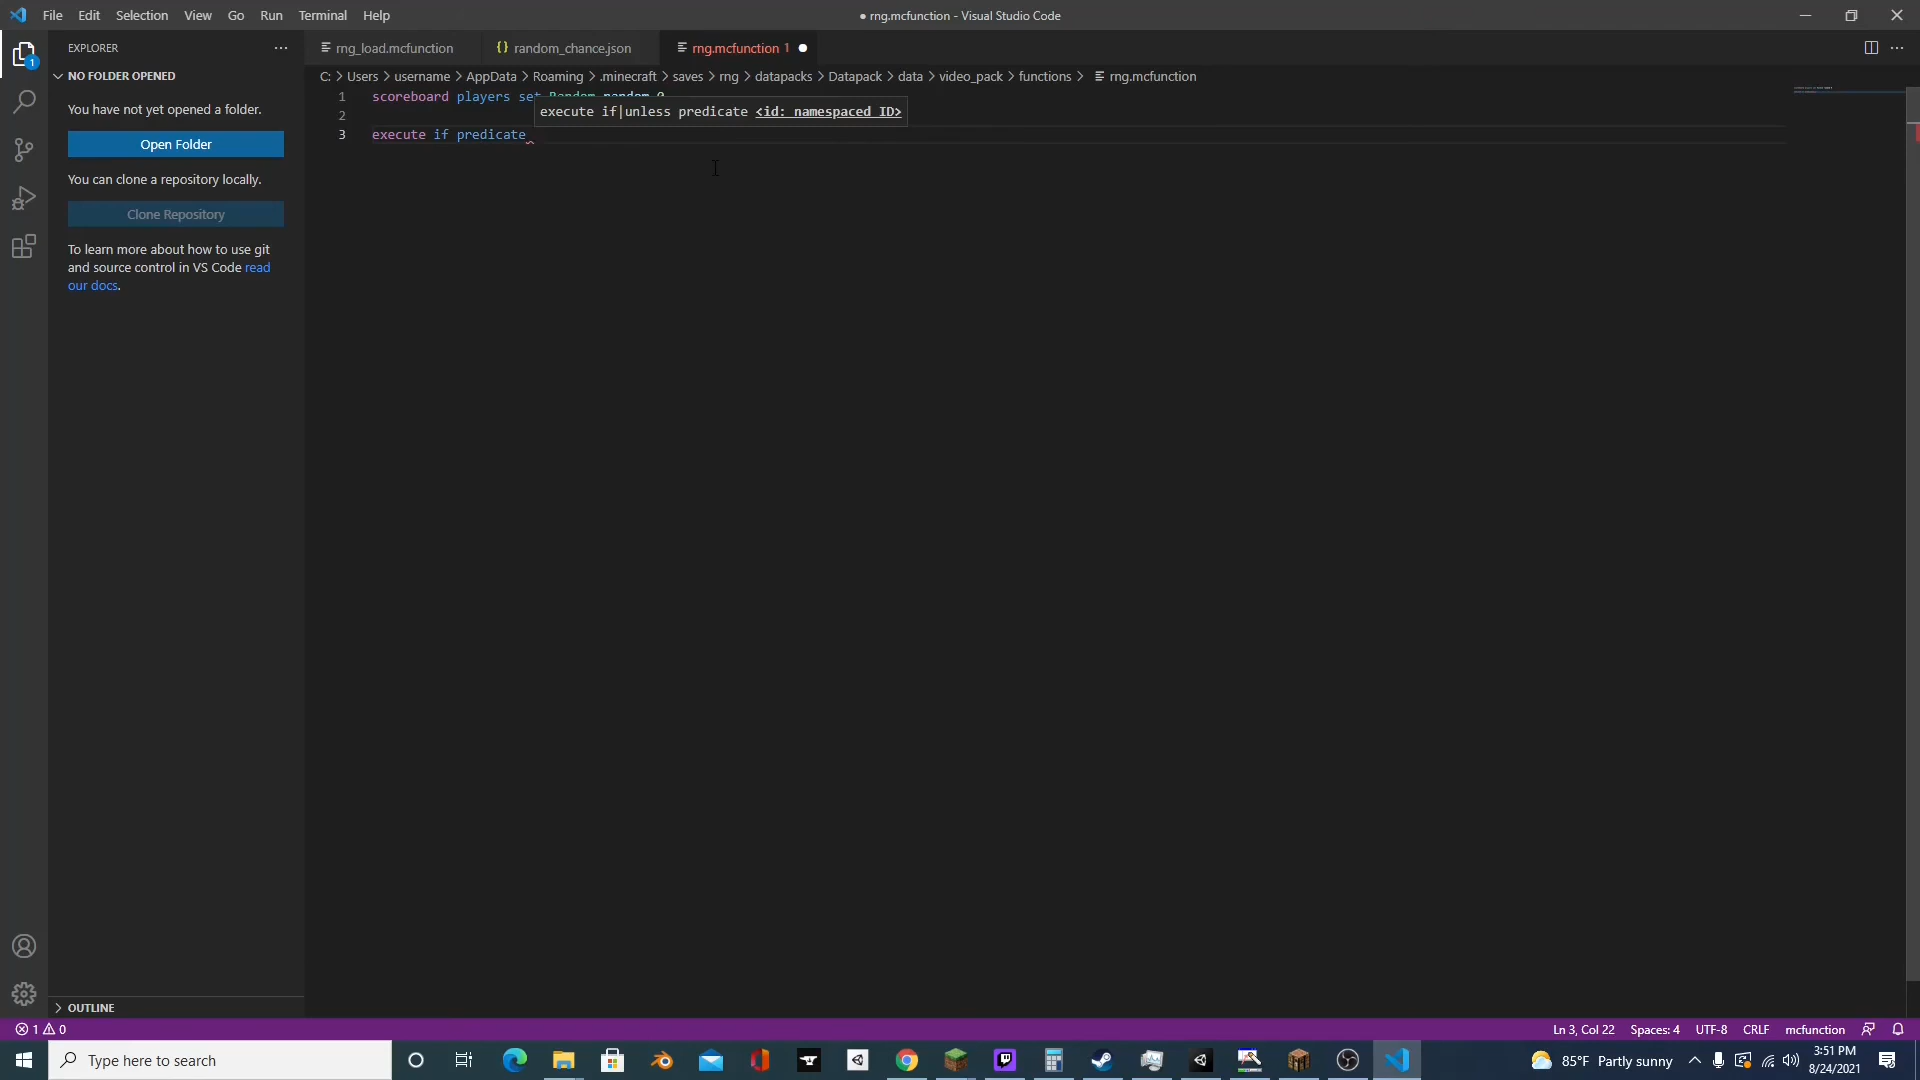 File Edit Selection View Go Run Terminal Help
● rng.mcfunction - Visual Studio Code
EXPLORER
rng_load.mcfunction
random_chance.json
rng.mcfunction 1
NO FOLDER OPENED
C: > Users > username > AppData > Roaming > .minecraft > saves > rng > datapacks > Datapack > data > video_pack > functions > rng.mcfunction
You have not yet opened a folder.
Open Folder
You can clone a repository locally.
Clone Repository
To learn more about how to use git
and source control in VS Code read
our docs.
1 scoreboard players set Random random 0
execute if|unless predicate <id: namespaced ID>
2
3 execute if predicate
1
OUTLINE
1 0
Ln 3, Col 22 Spaces: 4 UTF-8 CRLF mcfunction
Type here to search
85°F Partly sunny
3:51 PM
8/24/2021